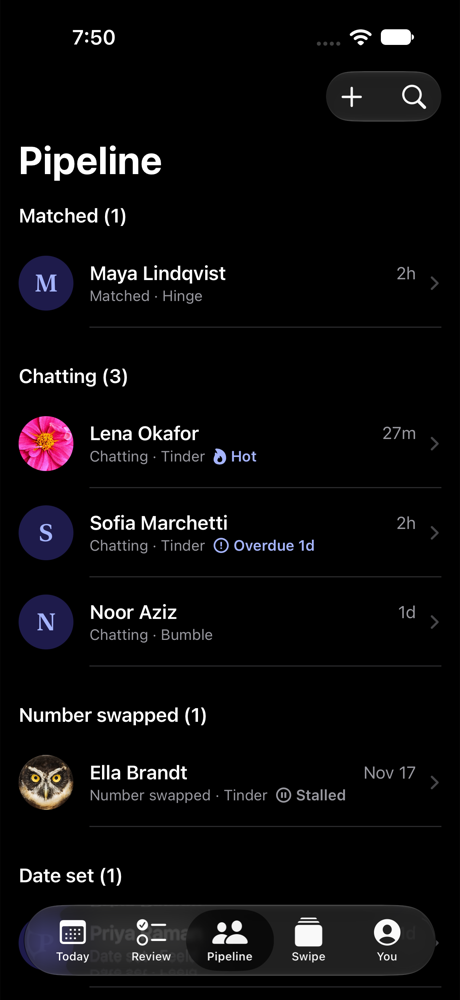 7:50
Pipeline
Matched (1)
M
Maya Lindqvist
2h
Matched · Hinge
Chatting (3)
Lena Okafor
27m
Chatting · Tinder Hot
S
Sofia Marchetti
2h
Chatting · Tinder Overdue 1d
N
Noor Aziz
1d
Chatting · Bumble
Number swapped (1)
Ella Brandt
Nov 17
Number swapped · Tinder Stalled
Date set (1)
P
Priya
Today
Review
Pipeline
Swipe
You